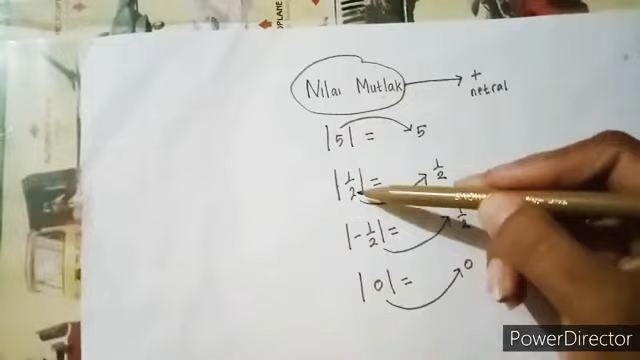 Nilai Mutlak → + netral
|5| = 5
|1/2| = 1/2
|-1/2| = 1/2
|0| = 0
PowerDirector